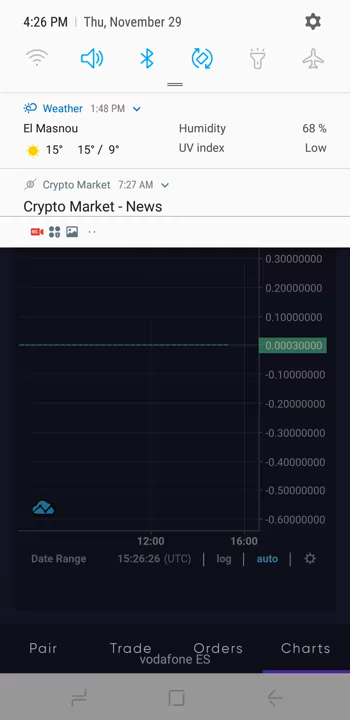 4:26 PM | Thu, November 29
Weather 1:48 PM
El Masnou
15° 15° / 9°
Humidity 68 %
UV index Low
Crypto Market 7:27 AM
Crypto Market - News
REC
0.30000000
0.20000000
0.10000000
0.00030000
-0.10000000
-0.20000000
-0.30000000
-0.40000000
-0.50000000
-0.60000000
12:00 16:00
Date Range 15:26:26 (UTC) | log | auto |
Pair Trade Orders Charts
vodafone ES